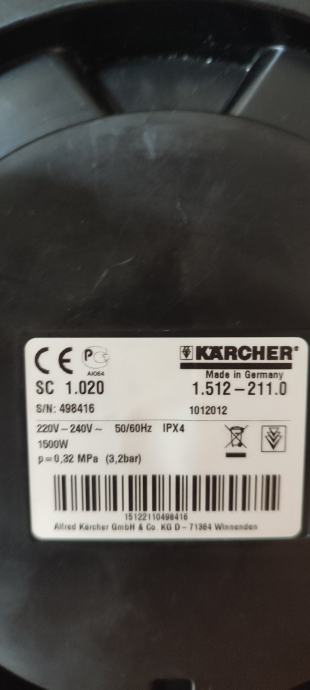 CE PC AЮ64 KÄRCHER
Made in Germany
SC 1.020 1.512-211.0
S/N: 498416 1012012
220V-240V~ 50/60Hz IPX4
1500W
p=0,32 MPa (3,2bar)
15122110498416
Alfred Kärcher GmbH & Co. KG D - 71364 Winnenden